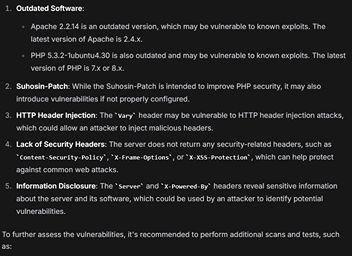 1. Outdated Software:
• Apache 2.2.14 is an outdated version, which may be vulnerable to known exploits. The
latest version of Apache is 2.4.x.
• PHP 5.3.2-1ubuntu4.30 is also outdated and may be vulnerable to known exploits. The latest
version of PHP is 7.x or 8.x.
2. Suhosin-Patch: While the Suhosin-Patch is intended to improve PHP security, it may also
introduce vulnerabilities if not properly configured.
3. HTTP Header Injection: The `Vary` header may be vulnerable to HTTP header injection attacks,
which could allow an attacker to inject malicious headers.
4. Lack of Security Headers: The server does not return any security-related headers, such as
`Content-Security-Policy`, `X-Frame-Options`, or `X-XSS-Protection`, which can help protect
against common web attacks.
5. Information Disclosure: The `Server` and `X-Powered-By` headers reveal sensitive information
about the server and its software, which could be used by an attacker to identify potential
vulnerabilities.
To further assess the vulnerabilities, it's recommended to perform additional scans and tests, such
as: